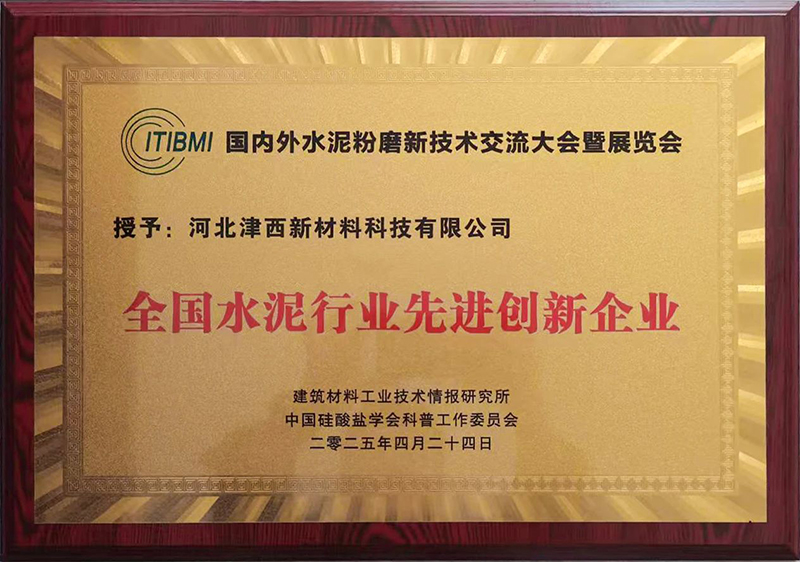 ITIBMI 国内外水泥粉磨新技术交流大会暨展览会
授予：河北津西新材料科技有限公司
全国水泥行业先进创新企业
建筑材料工业技术情报研究所
中国硅酸盐学会科普工作委员会
二零二五年四月二十四日